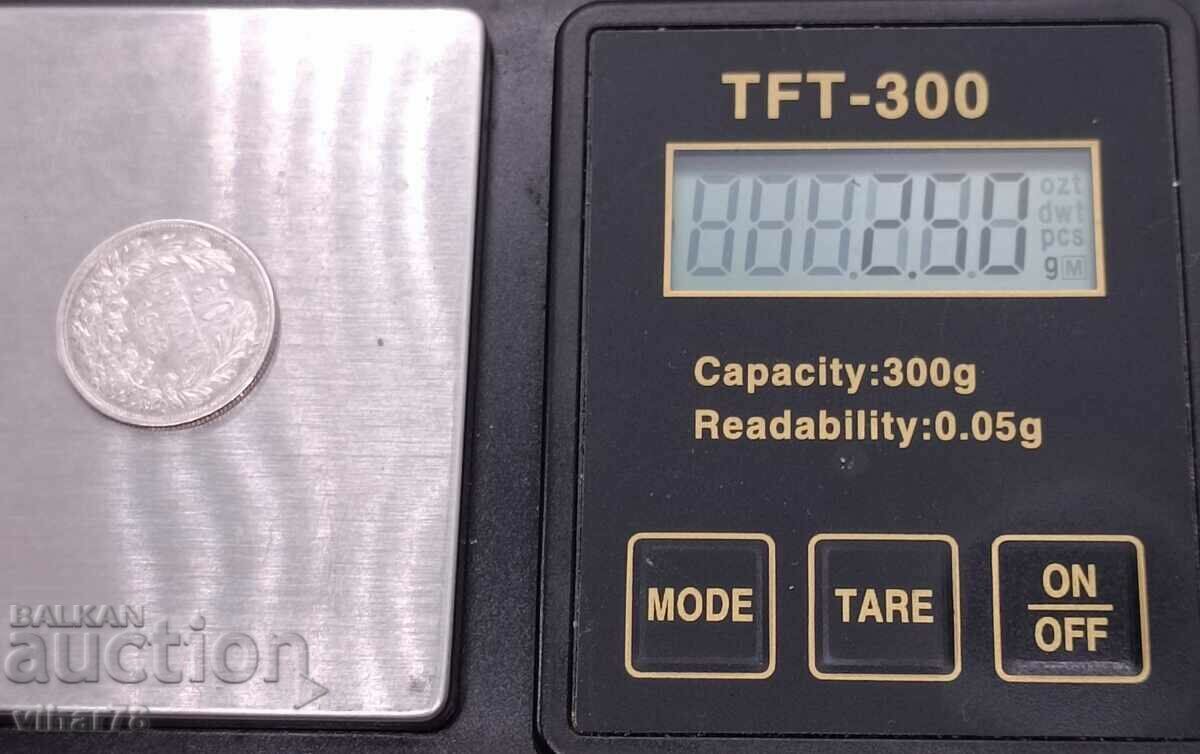 TFT-300
2.50
ozt
dwt
pcs
g M
Capacity:300g
Readability:0.05g
MODE
TARE
ON
OFF
BALKAN
auction
vihar78